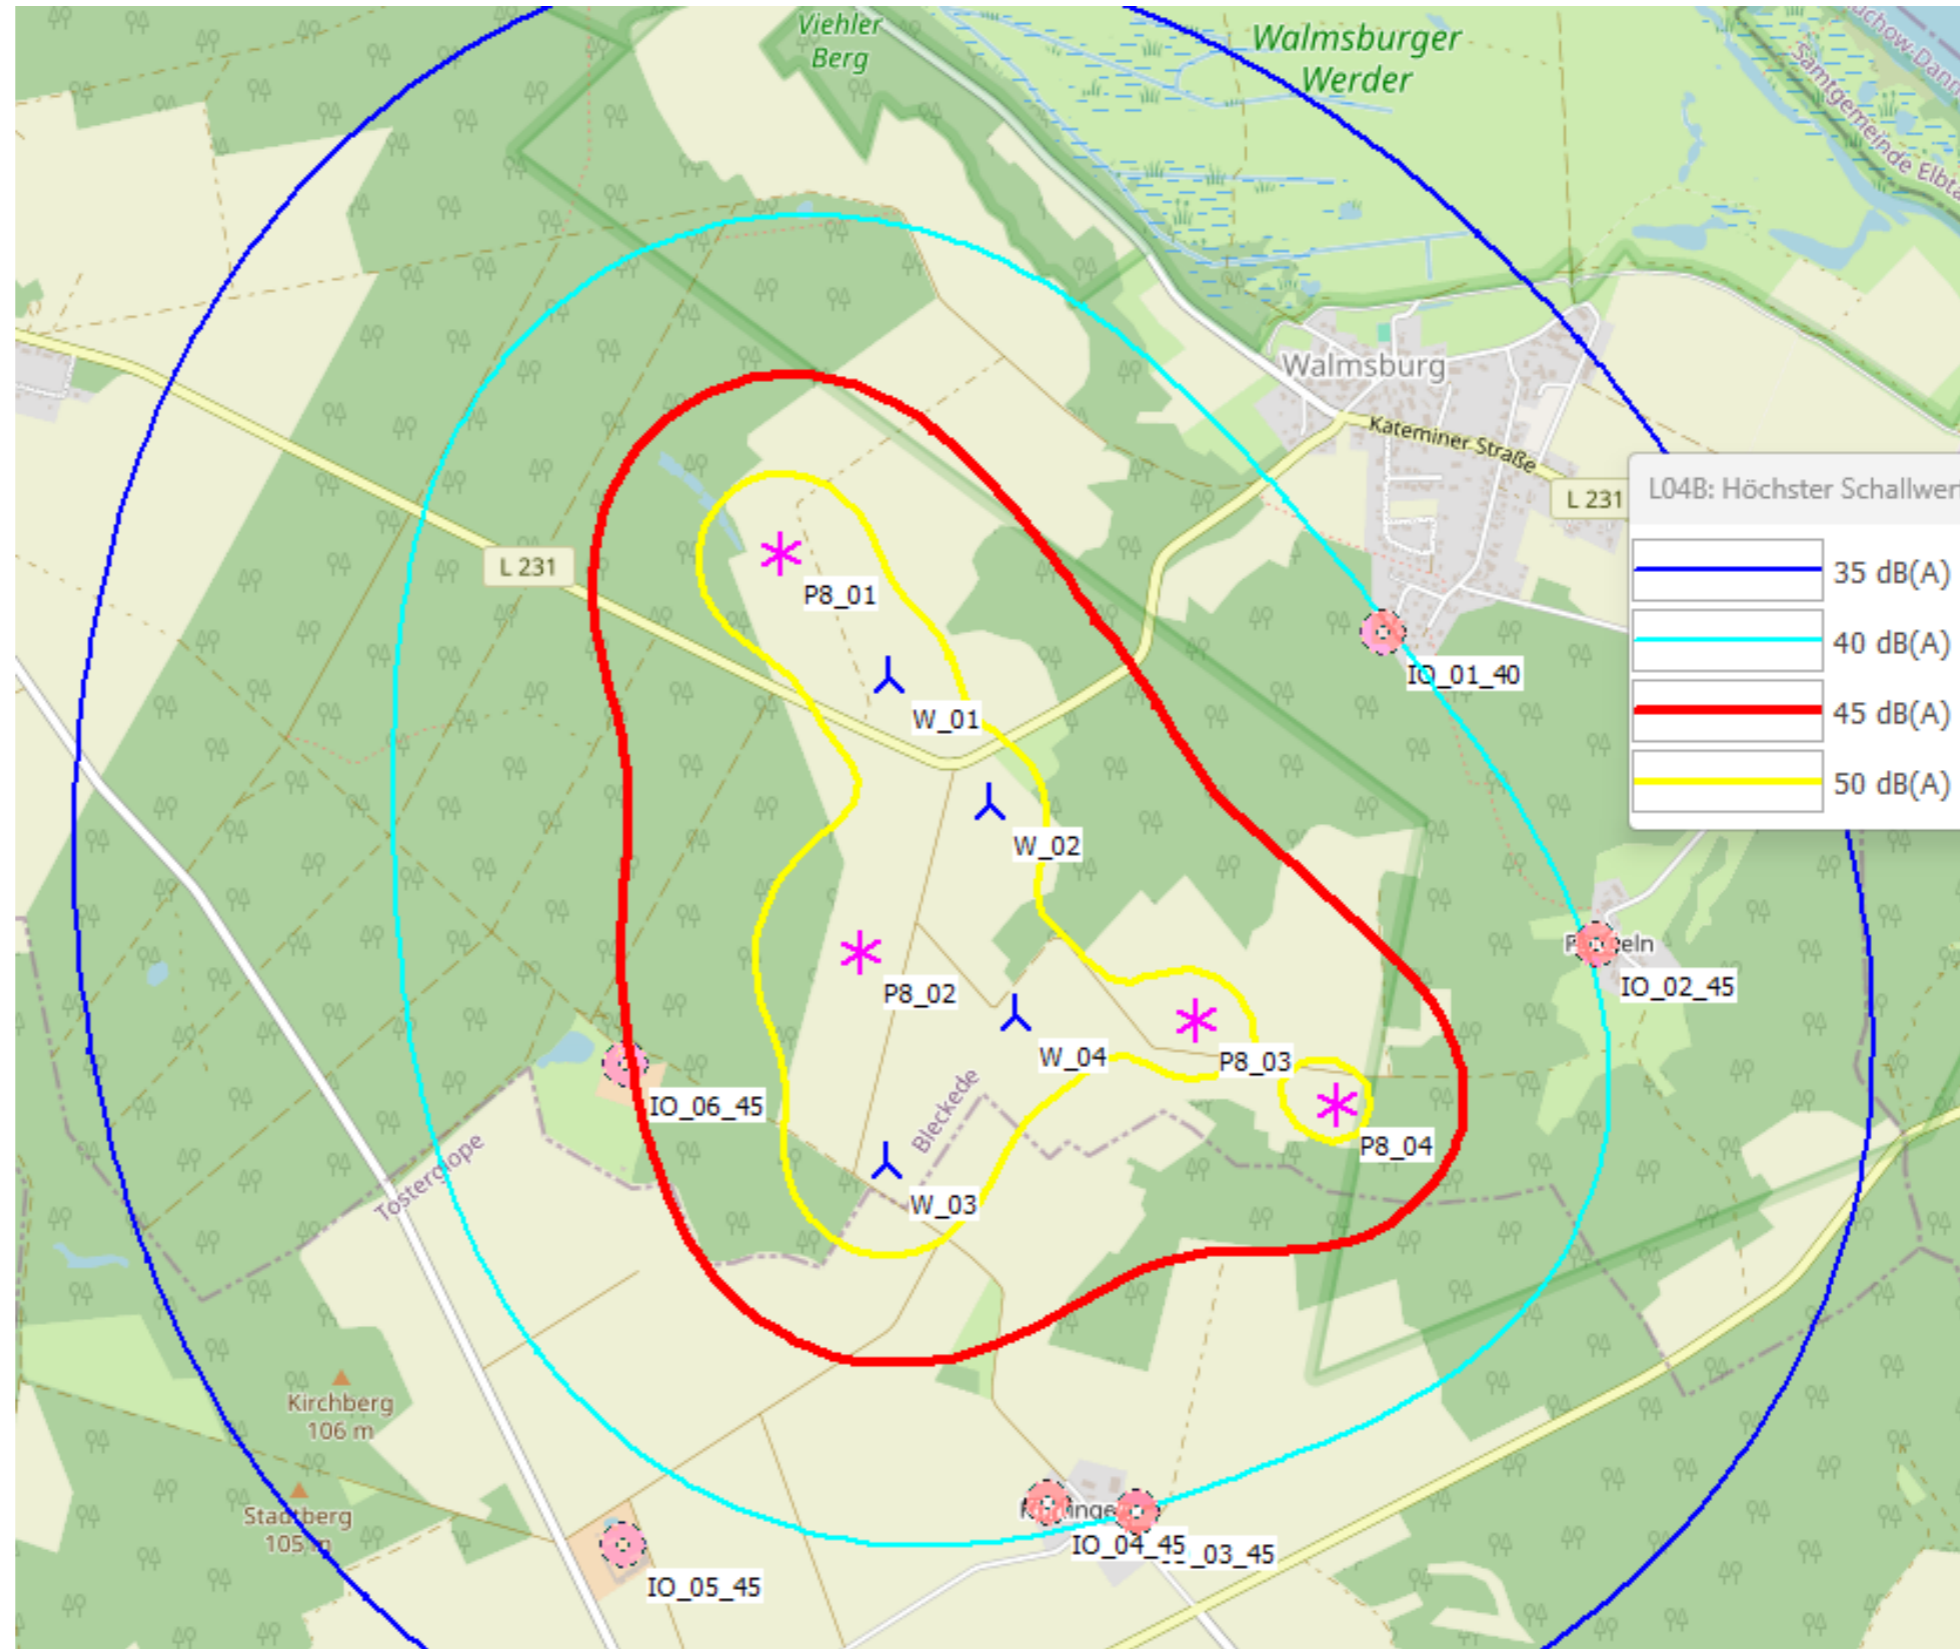 Viehler
Berg
Walmsburger
Werder
Samtgemeinde
Walmsburg
Kateminer Straße
L 231
L04B: Höchster Schallwer
35 dB(A)
40 dB(A)
45 dB(A)
50 dB(A)
L 231
P8_01
IO_01_40
W_01
W_02
IO_02_45
P8_02
W_04
P8_03
IO_06_45
Bleckede
P8_04
Tosterglope
W_03
Kirchberg
106 m
Stadtberg
105 m
IO_04_45
_03_45
IO_05_45